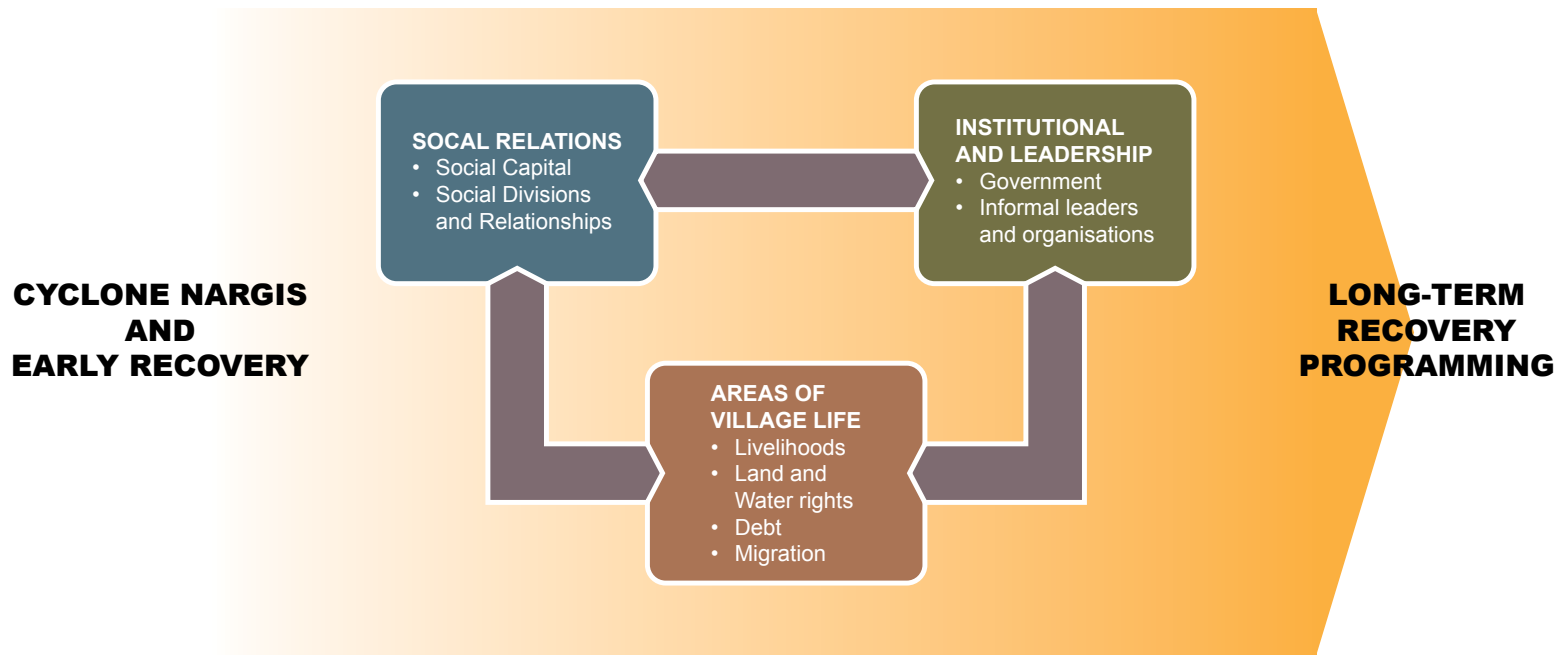 CYCLONE NARGIS
AND
EARLY RECOVERY
SOCAL RELATIONS
• Social Capital
• Social Divisions
and Relationships
INSTITUTIONAL
AND LEADERSHIP
• Government
• Informal leaders
and organisations
AREAS OF
VILLAGE LIFE
• Livelihoods
• Land and
Water rights
• Debt
• Migration
LONG-TERM
RECOVERY
PROGRAMMING